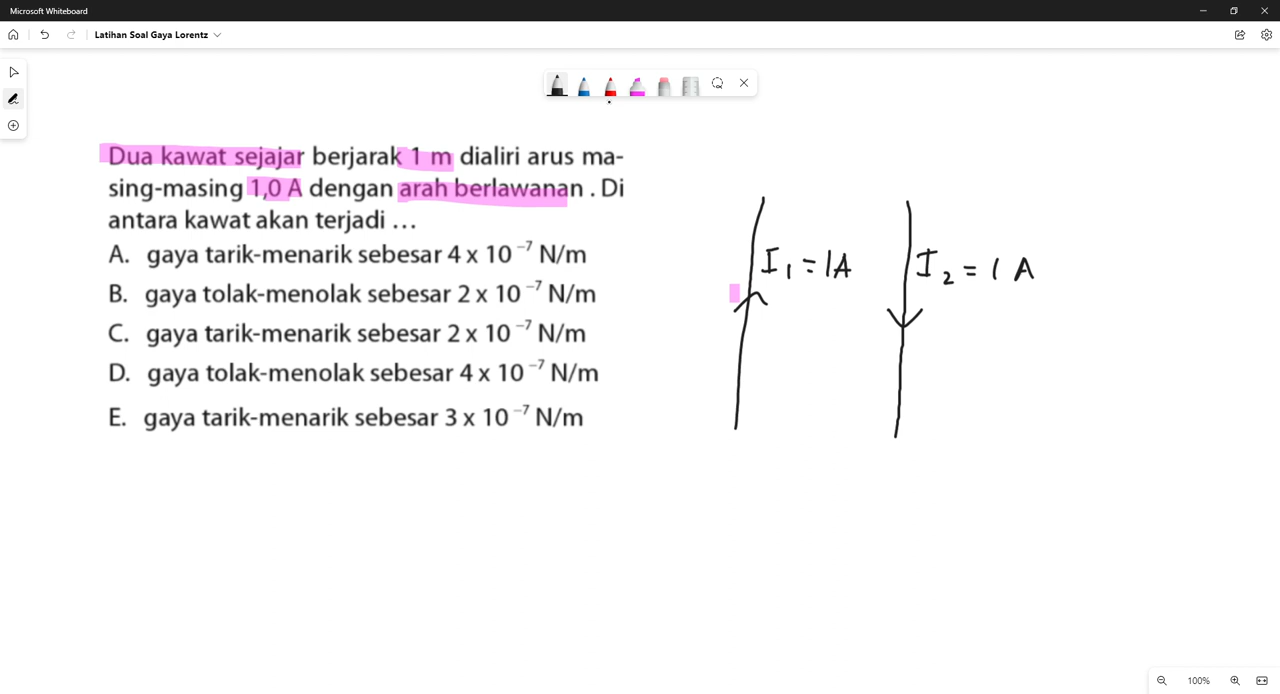 Microsoft Whiteboard
Latihan Soal Gaya Lorentz
Dua kawat sejajar berjarak 1 m dialiri arus ma-
sing-masing 1,0 A dengan arah berlawanan . Di
antara kawat akan terjadi ...
A. gaya tarik-menarik sebesar 4 x 10⁻⁷ N/m
B. gaya tolak-menolak sebesar 2 x 10⁻⁷ N/m
C. gaya tarik-menarik sebesar 2 x 10⁻⁷ N/m
D. gaya tolak-menolak sebesar 4 x 10⁻⁷ N/m
E. gaya tarik-menarik sebesar 3 x 10⁻⁷ N/m
I₁ = 1A
I₂ = 1 A
100%